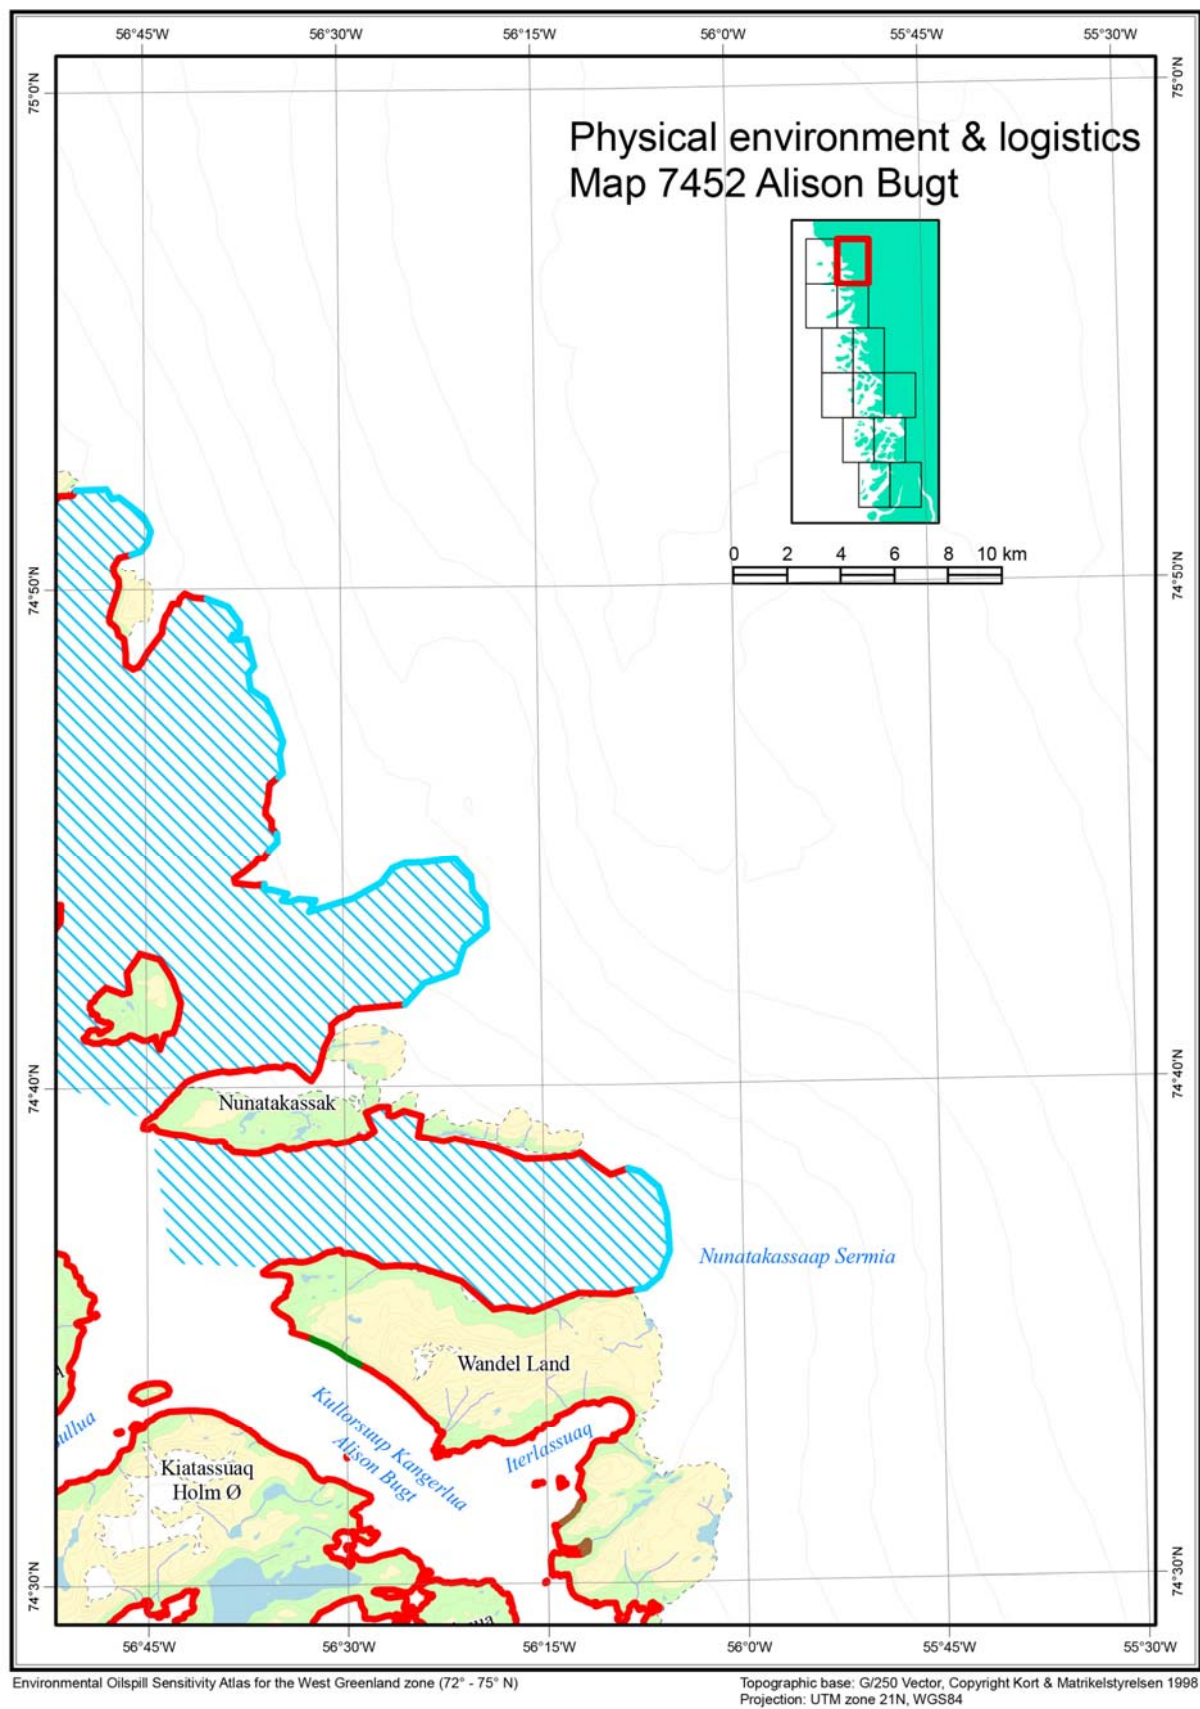 56°45'W 56°30'W 56°15'W 56°0'W 55°45'W 55°30'W
75°0'N 75°0'N
Physical environment & logistics
Map 7452 Alison Bugt
0 2 4 6 8 10 km
74°50'N 74°50'N
74°40'N 74°40'N
Nunatakassak
Nunatakassaap Sermia
Wandel Land
Kullorsuup Kangerlua
Alison Bugt
Iterlassuaq
ullua
Kiatassuaq
Holm Ø
74°30'N 74°30'N
ua
56°45'W 56°30'W 56°15'W 56°0'W 55°45'W 55°30'W
Environmental Oilspill Sensitivity Atlas for the West Greenland zone (72° - 75° N)
Topographic base: G/250 Vector, Copyright Kort & Matrikelstyrelsen 1998
Projection: UTM zone 21N, WGS84